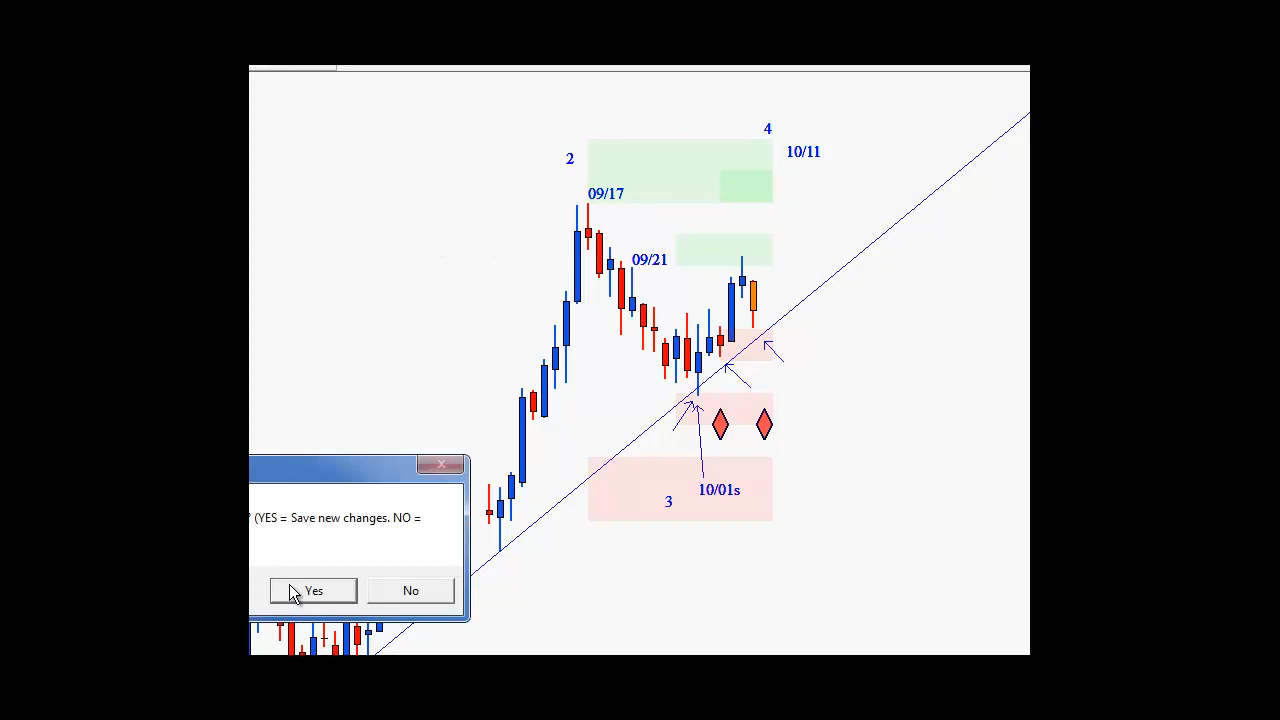 4
10/11
2
09/17
09/21
10/01s
3
? (YES = Save new changes. NO =
Yes
No